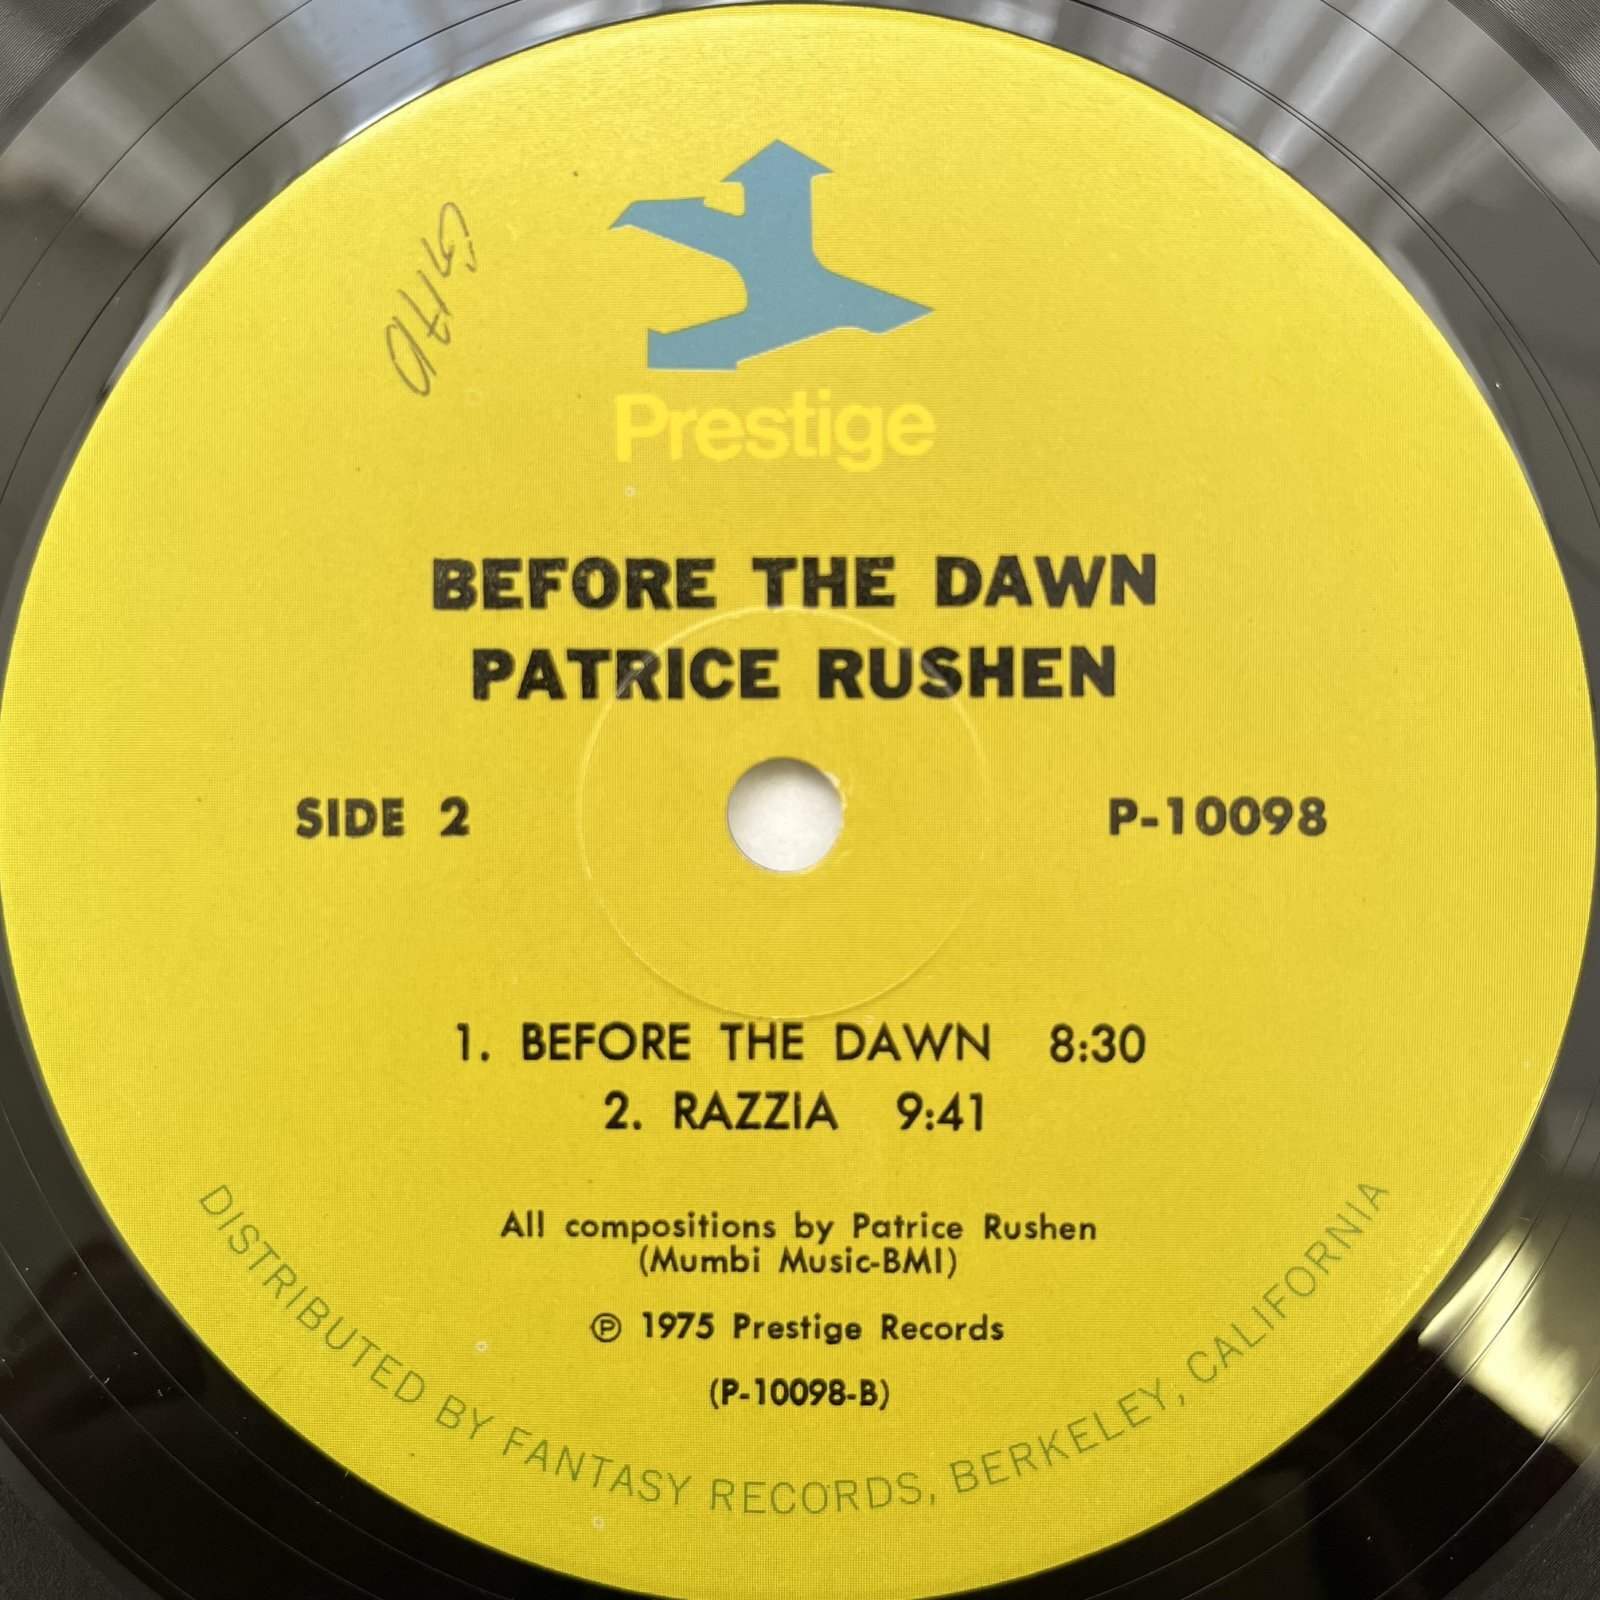 Prestige
BEFORE THE DAWN
PATRICE RUSHEN
SIDE 2
P-10098
1. BEFORE THE DAWN 8:30
2. RAZZIA 9:41
All compositions by Patrice Rushen
(Mumbi Music-BMI)
Ⓟ 1975 Prestige Records
(P-10098-B)
DISTRIBUTED BY FANTASY RECORDS, BERKELEY, CALIFORNIA